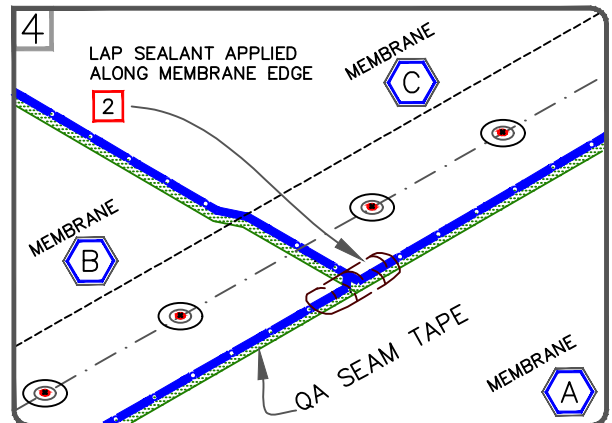 4
LAP SEALANT APPLIED
ALONG MEMBRANE EDGE
2
MEMBRANE
C
MEMBRANE
B
QA SEAM TAPE
MEMBRANE
A